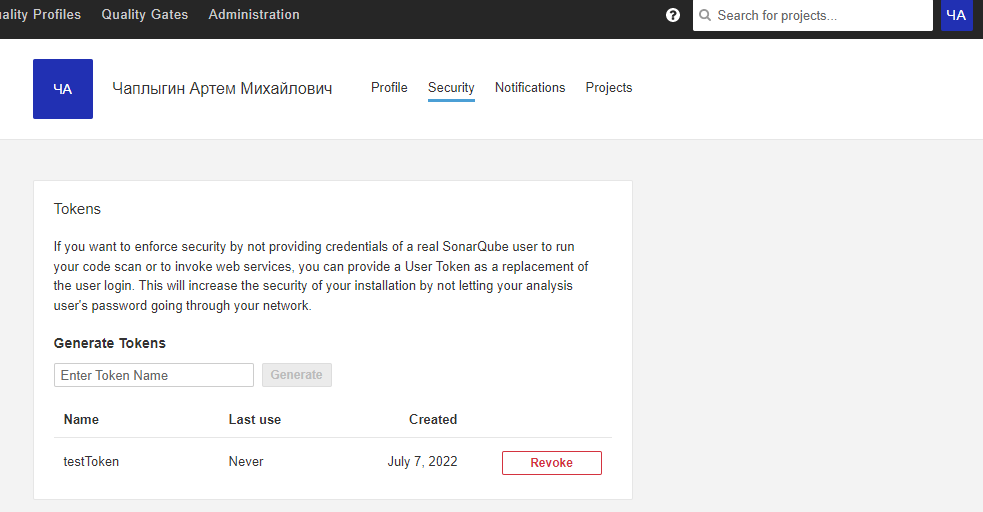 ality Profiles Quality Gates Administration Search for projects... ЧА
ЧА Чаплыгин Артем Михайлович Profile Security Notifications Projects
Tokens
If you want to enforce security by not providing credentials of a real SonarQube user to run
your code scan or to invoke web services, you can provide a User Token as a replacement of
the user login. This will increase the security of your installation by not letting your analysis
user's password going through your network.
Generate Tokens
Enter Token Name Generate
Name Last use Created
testToken Never July 7, 2022 Revoke